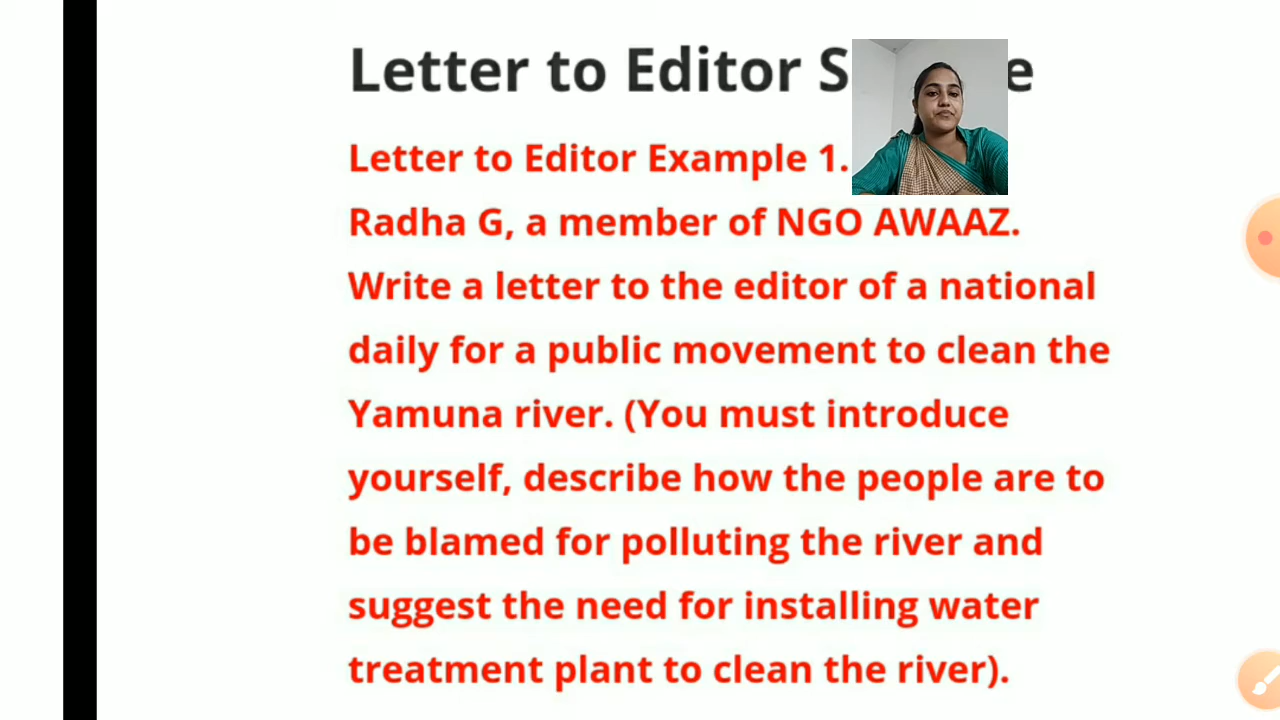 Letter to Editor
Letter to Editor Example 1.
Radha G, a member of NGO AWAAZ.
Write a letter to the editor of a national
daily for a public movement to clean the
Yamuna river. (You must introduce
yourself, describe how the people are to
be blamed for polluting the river and
suggest the need for installing water
treatment plant to clean the river).